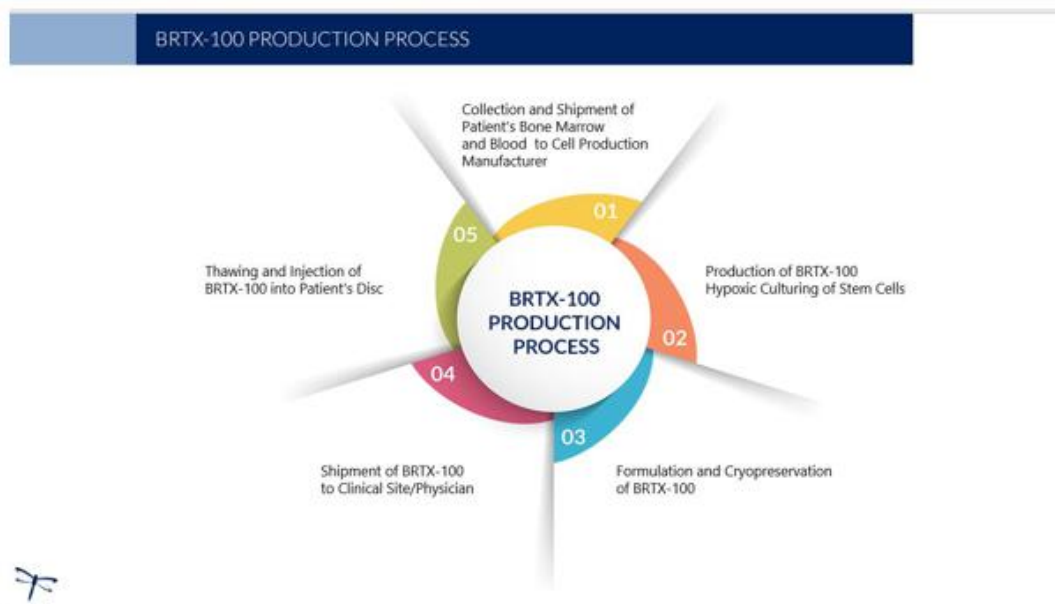 BRTX-100 PRODUCTION PROCESS
Collection and Shipment of
Patient's Bone Marrow
and Blood to Cell Production
Manufacturer
01
Production of BRTX-100
Hypoxic Culturing of Stem Cells
02
Formulation and Cryopreservation
of BRTX-100
03
Shipment of BRTX-100
to Clinical Site/Physician
04
Thawing and Injection of
BRTX-100 into Patient's Disc
05
BRTX-100
PRODUCTION
PROCESS